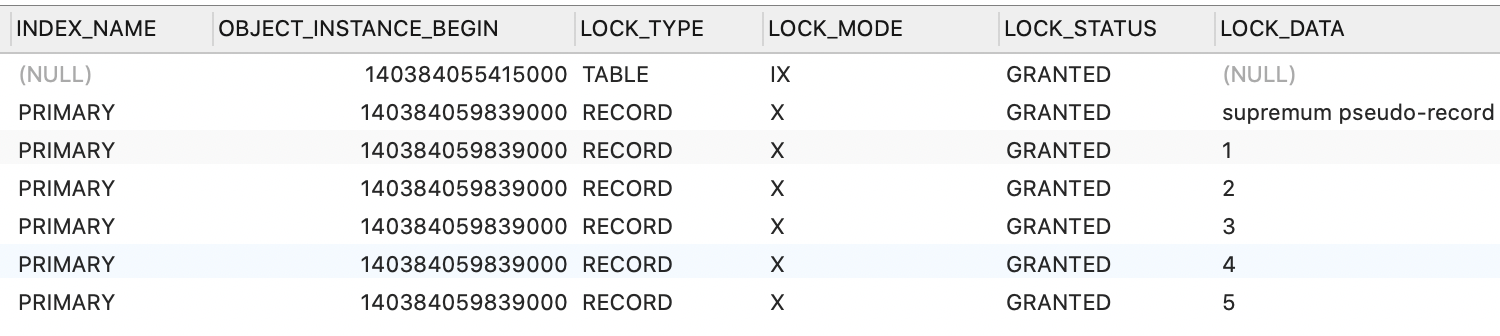 INDEX_NAME OBJECT_INSTANCE_BEGIN LOCK_TYPE LOCK_MODE LOCK_STATUS LOCK_DATA
(NULL) 140384055415000 TABLE IX GRANTED (NULL)
PRIMARY 140384059839000 RECORD X GRANTED supremum pseudo-record
PRIMARY 140384059839000 RECORD X GRANTED 1
PRIMARY 140384059839000 RECORD X GRANTED 2
PRIMARY 140384059839000 RECORD X GRANTED 3
PRIMARY 140384059839000 RECORD X GRANTED 4
PRIMARY 140384059839000 RECORD X GRANTED 5